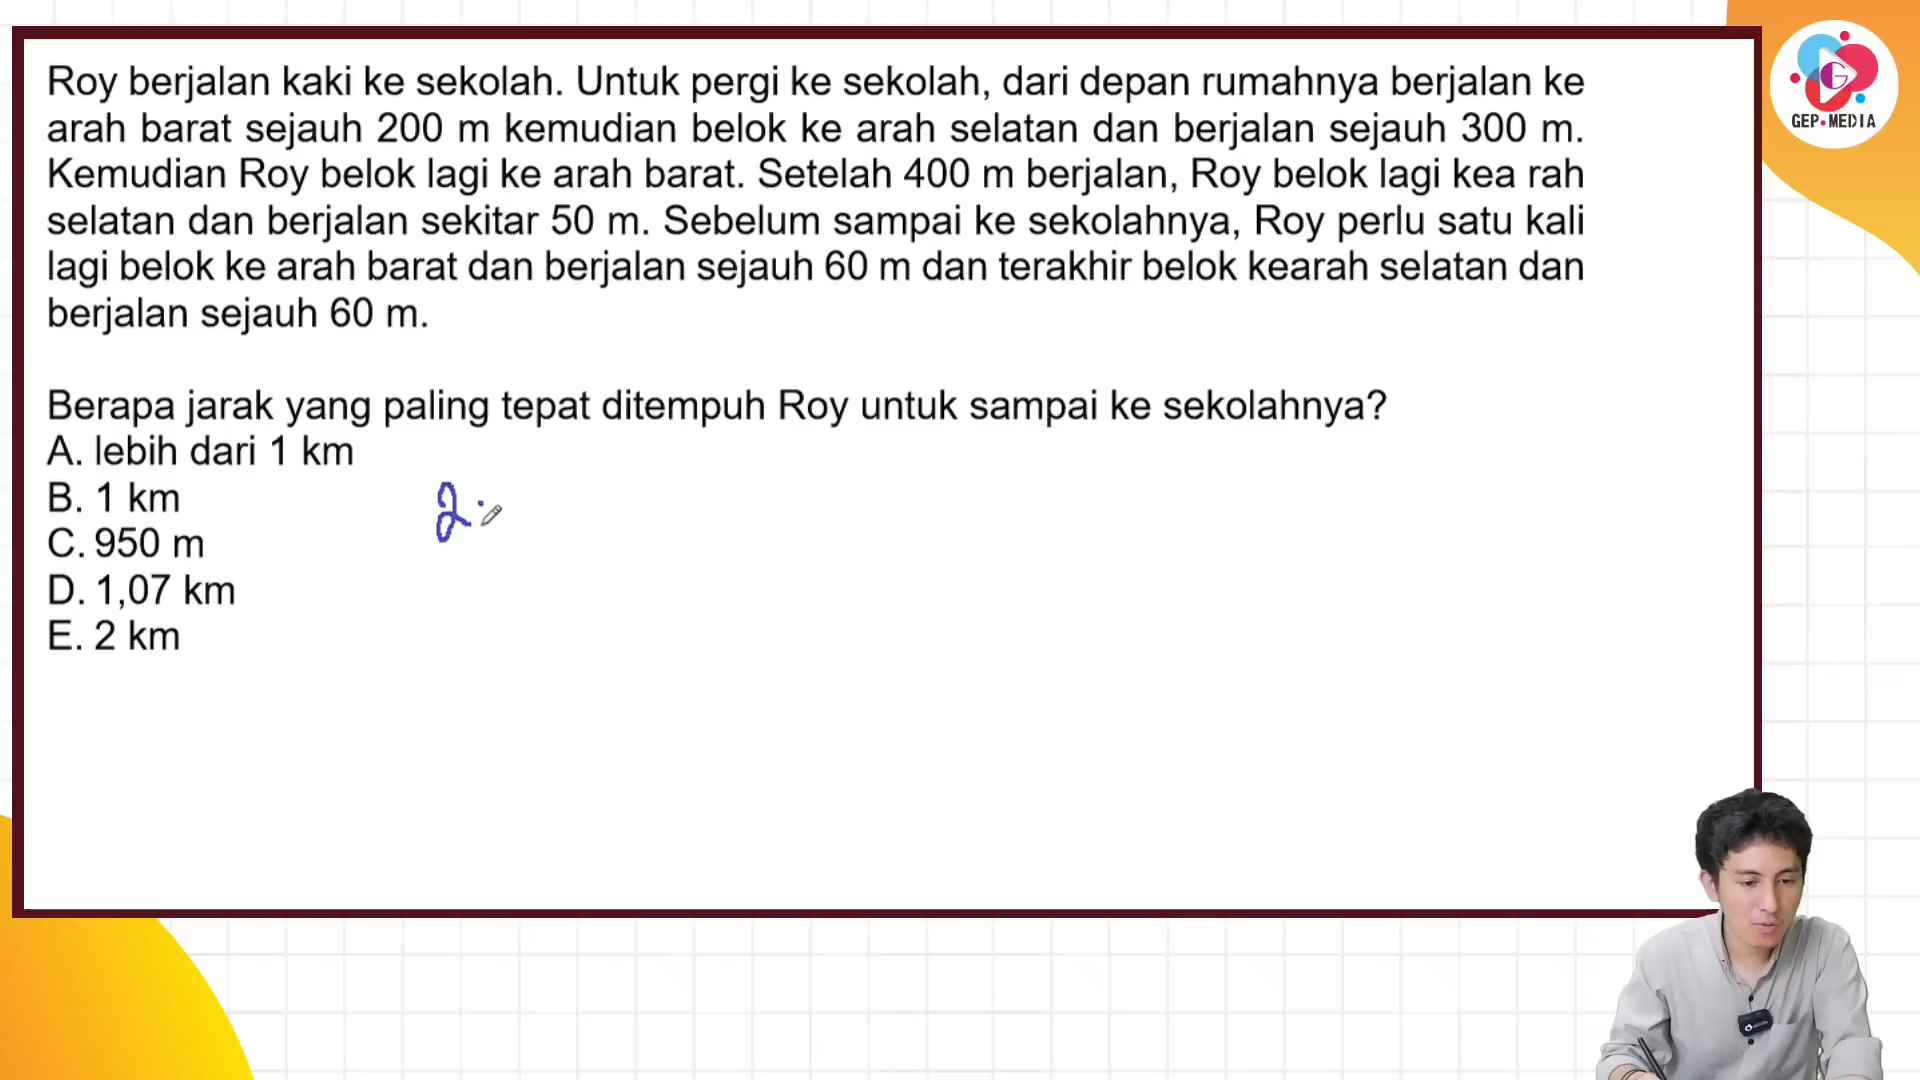 Roy berjalan kaki ke sekolah. Untuk pergi ke sekolah, dari depan rumahnya berjalan ke
arah barat sejauh 200 m kemudian belok ke arah selatan dan berjalan sejauh 300 m.
Kemudian Roy belok lagi ke arah barat. Setelah 400 m berjalan, Roy belok lagi kea rah
selatan dan berjalan sekitar 50 m. Sebelum sampai ke sekolahnya, Roy perlu satu kali
lagi belok ke arah barat dan berjalan sejauh 60 m dan terakhir belok kearah selatan dan
berjalan sejauh 60 m.
Berapa jarak yang paling tepat ditempuh Roy untuk sampai ke sekolahnya?
A. lebih dari 1 km
B. 1 km
C. 950 m
D. 1,07 km
E. 2 km
2
G
GEP•MEDIA